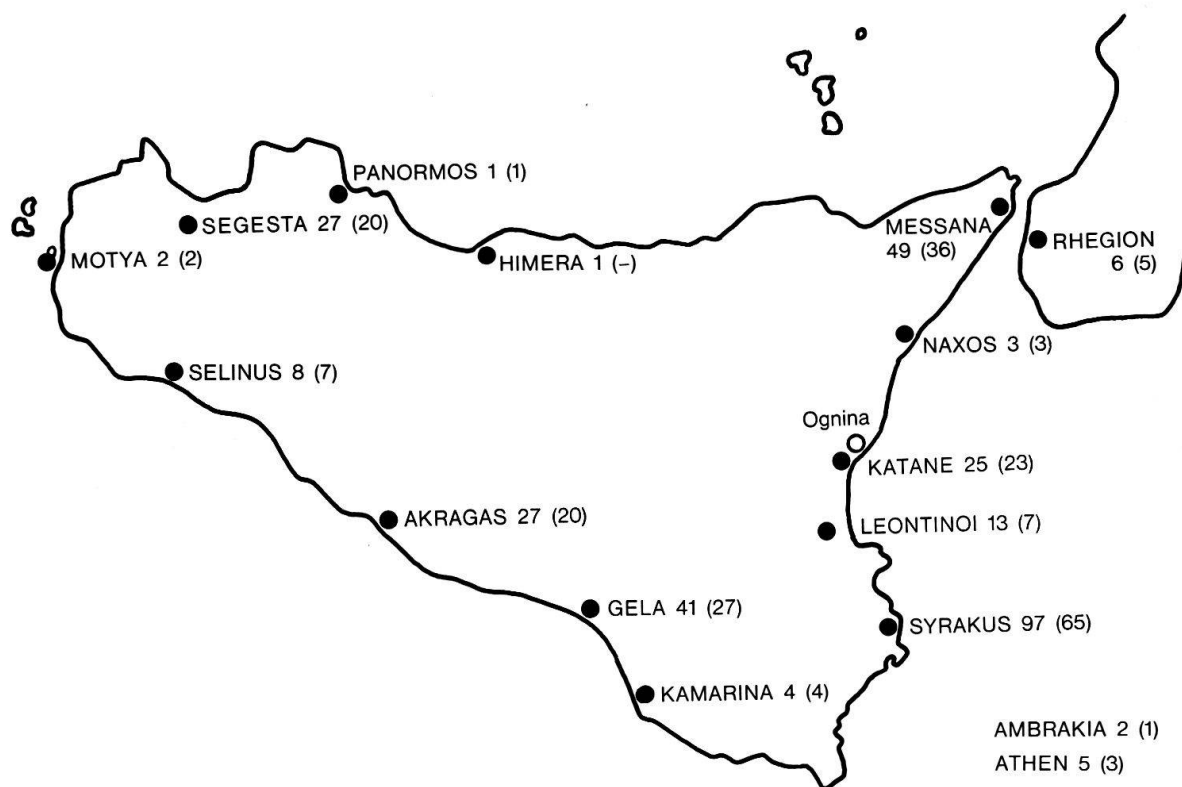 PANORMOS 1 (1)
SEGESTA 27 (20)
MOTYA 2 (2)
HIMERA 1 (–)
MESSANA
49 (36)
RHEGION
6 (5)
NAXOS 3 (3)
SELINUS 8 (7)
Ognina
KATANE 25 (23)
AKRAGAS 27 (20)
LEONTINOI 13 (7)
GELA 41 (27)
SYRAKUS 97 (65)
KAMARINA 4 (4)
AMBRAKIA 2 (1)
ATHEN 5 (3)